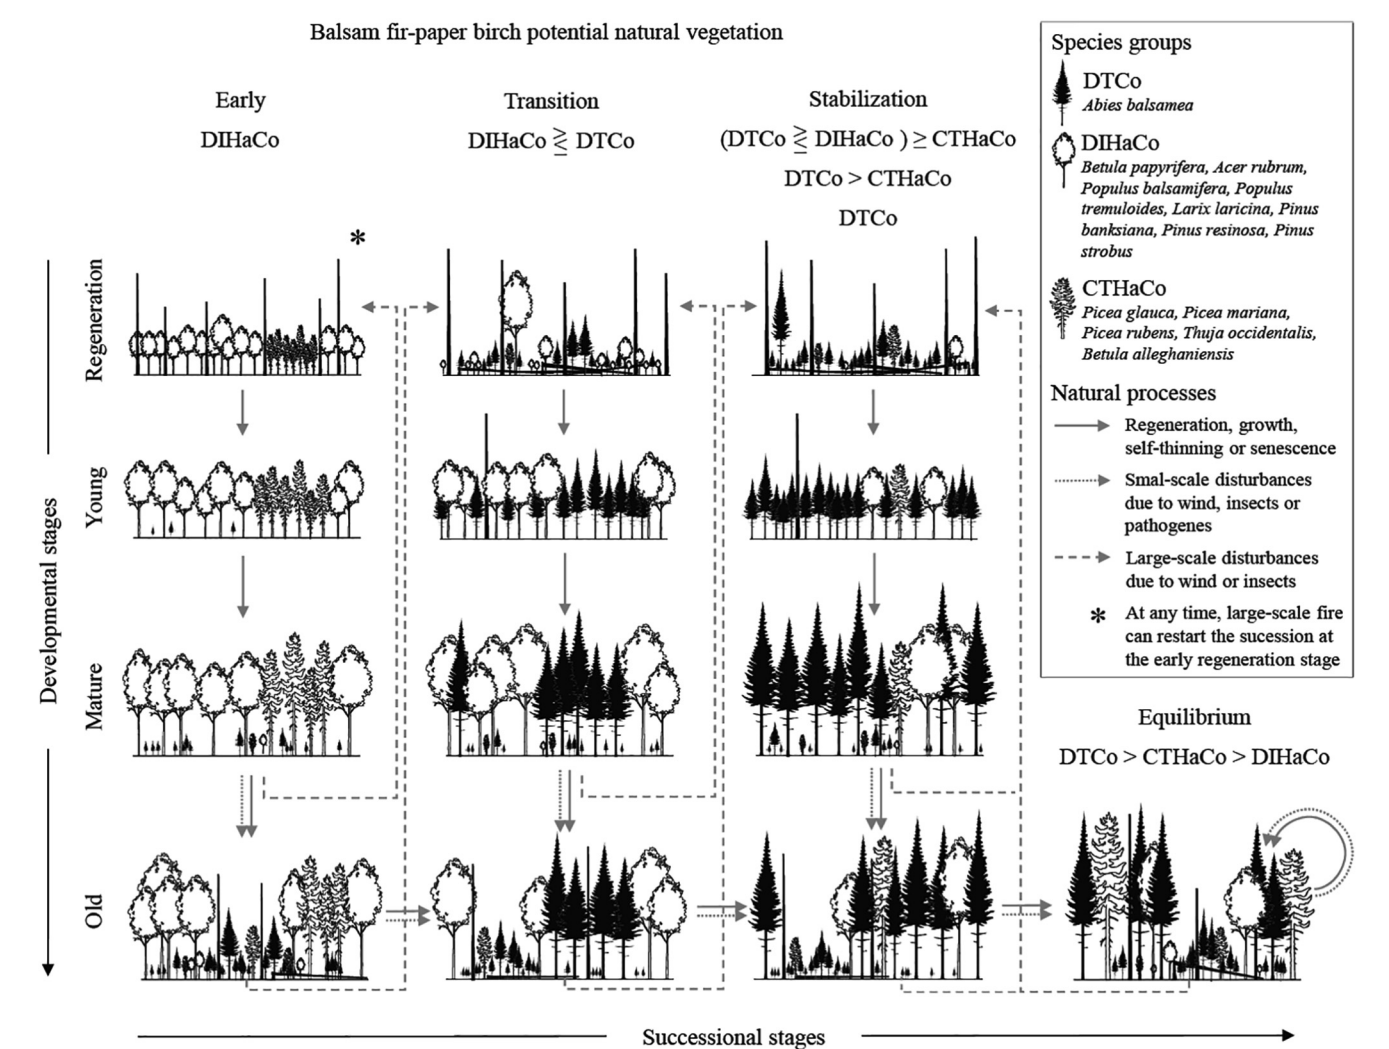 Balsam fir-paper birch potential natural vegetation
Early
DIHaCo
Transition
DIHaCo ⪌ DTCo
Stabilization
(DTCo ⪌ DIHaCo ) ≥ CTHaCo
DTCo > CTHaCo
DTCo
*
Species groups
DTCo
Abies balsamea
DIHaCo
Betula papyrifera, Acer rubrum,
Populus balsamifera, Populus
tremuloides, Larix laricina, Pinus
banksiana, Pinus resinosa, Pinus
strobus
CTHaCo
Picea glauca, Picea mariana,
Picea rubens, Thuja occidentalis,
Betula alleghaniensis
Natural processes
Regeneration, growth,
self-thinning or senescence
Smal-scale disturbances
due to wind, insects or
pathogenes
Large-scale disturbances
due to wind or insects
* At any time, large-scale fire
can restart the sucession at
the early regeneration stage
Developmental stages
Regeneration
Young
Mature
Old
Equilibrium
DTCo > CTHaCo > DIHaCo
Successional stages